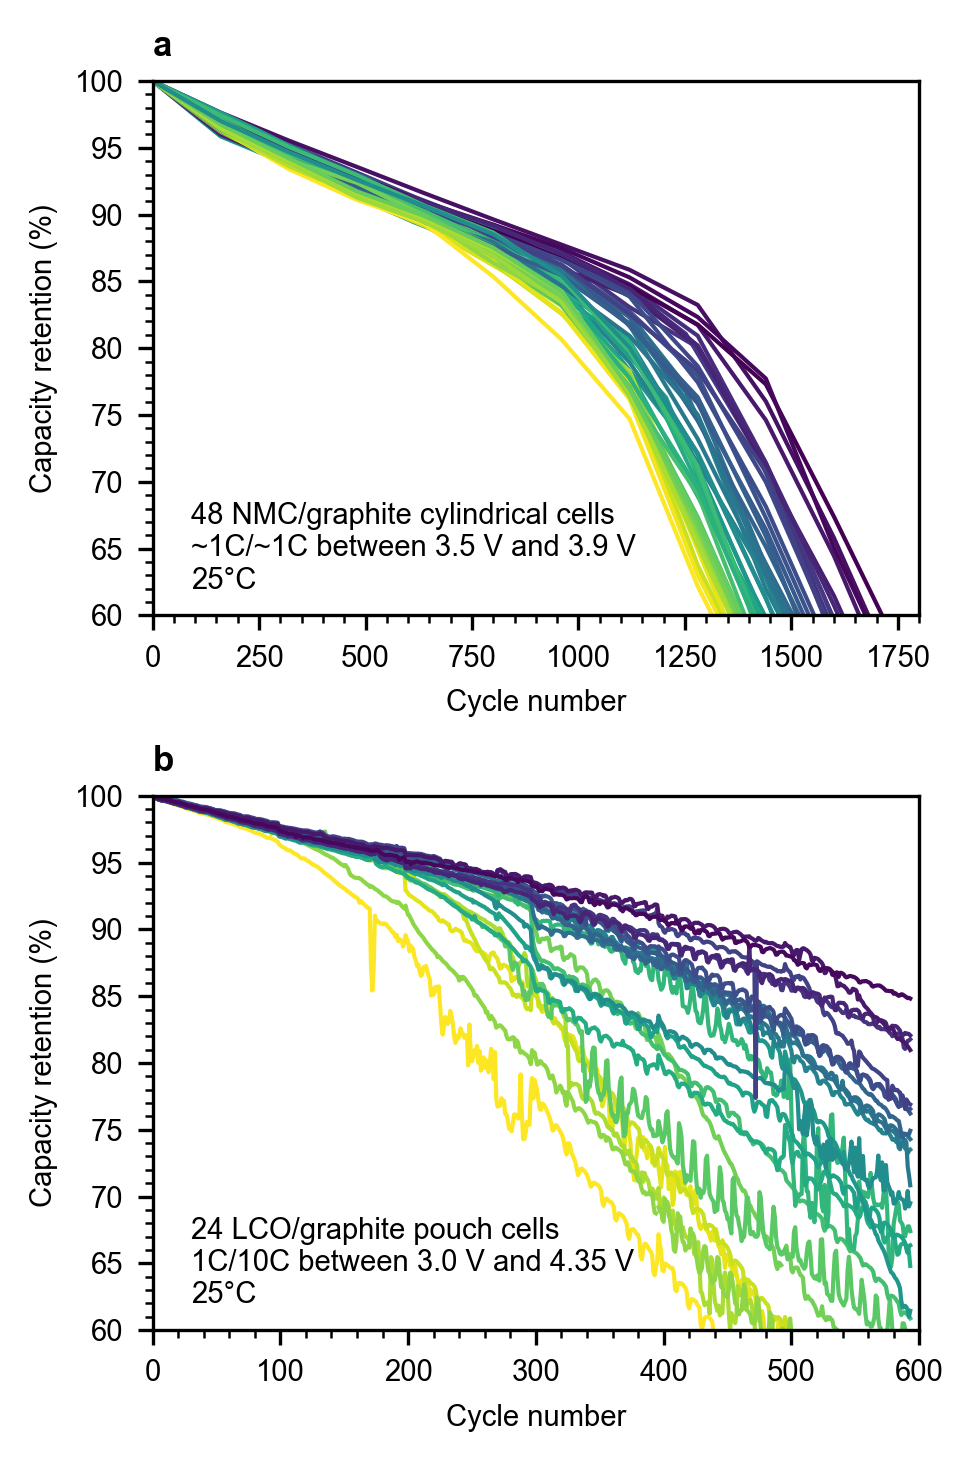 a
100
95
90
85
80
75
70
65
60
Capacity retention (%)
48 NMC/graphite cylindrical cells
~1C/~1C between 3.5 V and 3.9 V
25°C
0 250 500 750 1000 1250 1500 1750
Cycle number
b
100
95
90
85
80
75
70
65
60
Capacity retention (%)
24 LCO/graphite pouch cells
1C/10C between 3.0 V and 4.35 V
25°C
0 100 200 300 400 500 600
Cycle number